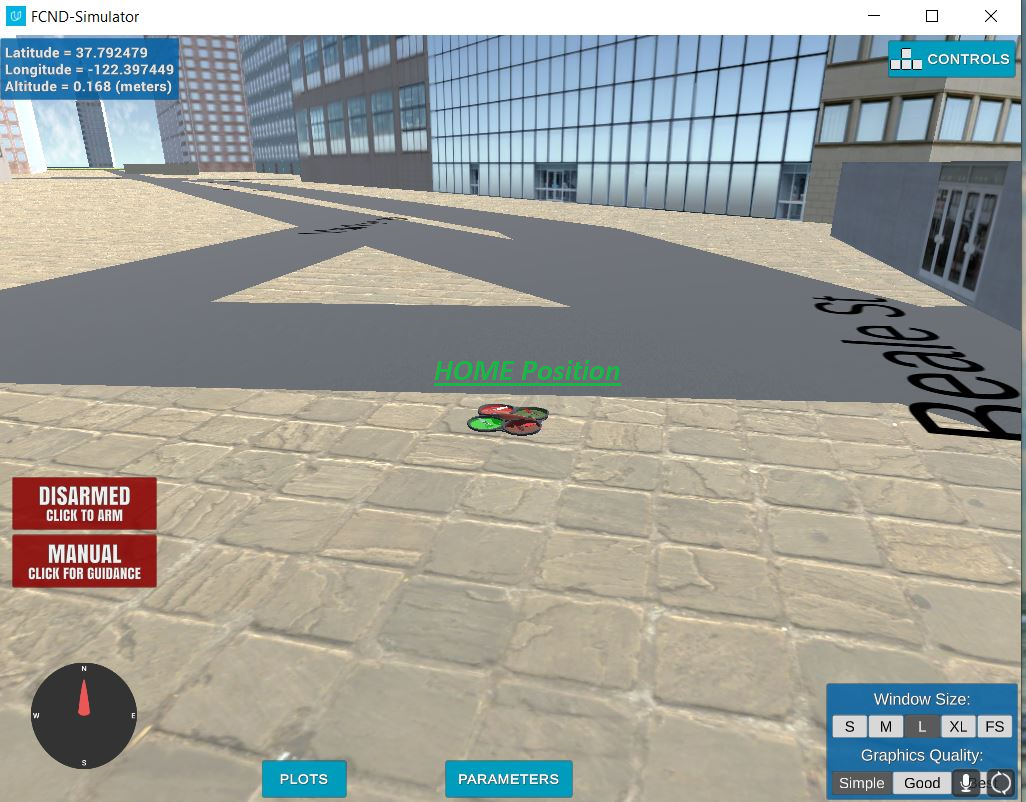 FCND-Simulator
Latitude = 37.792479
Longitude = -122.397449
Altitude = 0.168 (meters)
CONTROLS
Beale St
HOME Position
DISARMED
CLICK TO ARM
MANUAL
CLICK FOR GUIDANCE
N
W E
S
PLOTS
PARAMETERS
Window Size:
S M L XL FS
Graphics Quality:
Simple Good